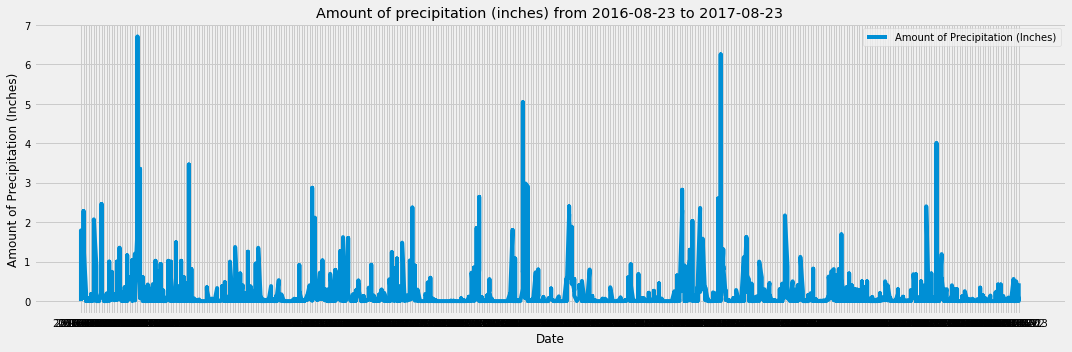 Amount of precipitation (inches) from 2016-08-23 to 2017-08-23
Amount of Precipitation (Inches)
7
6
5
4
3
2
1
0
Amount of Precipitation (Inches)
Date